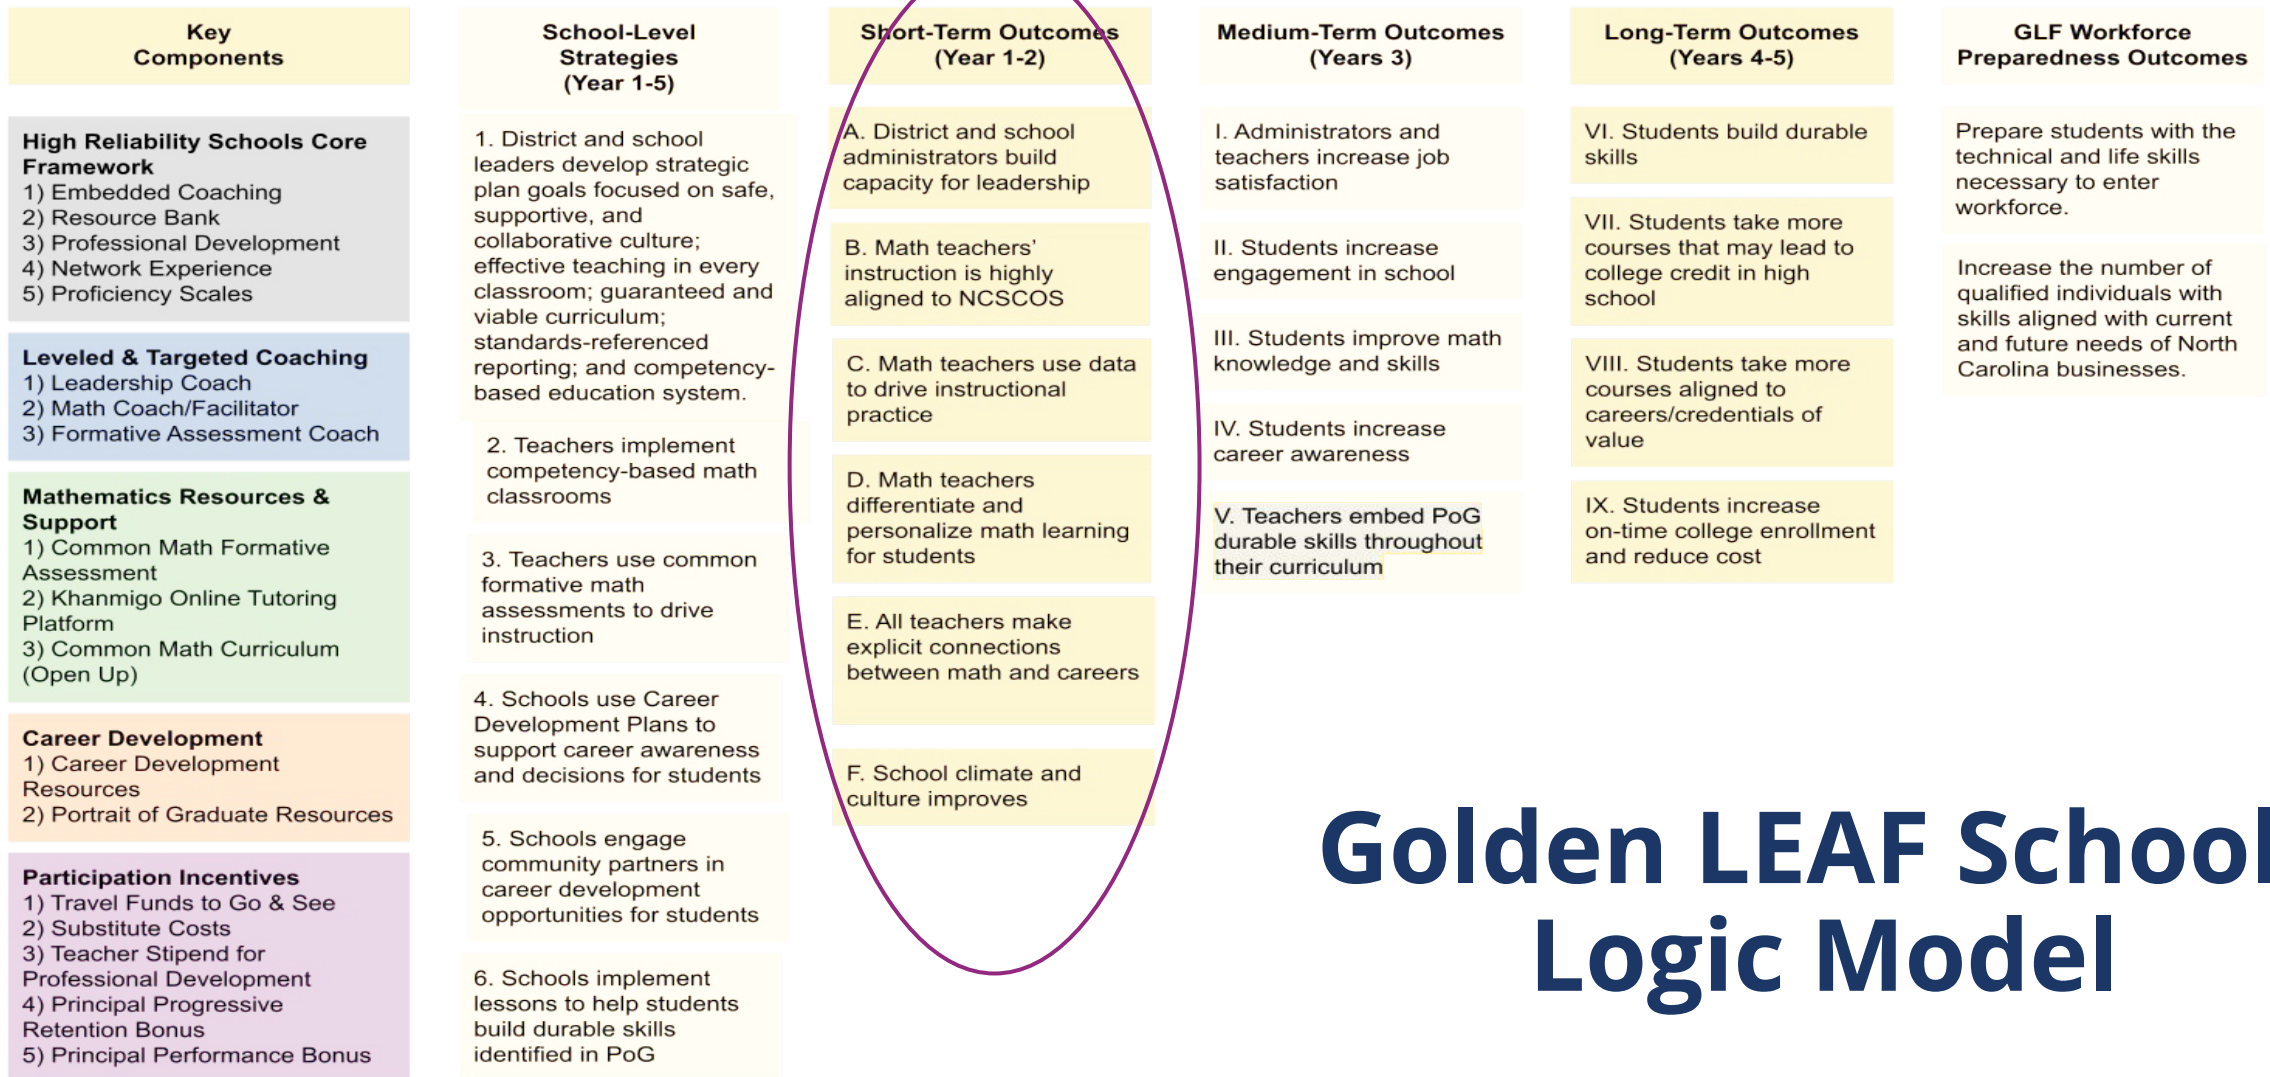 Key
Components
High Reliability Schools Core
Framework
1) Embedded Coaching
2) Resource Bank
3) Professional Development
4) Network Experience
5) Proficiency Scales
Leveled & Targeted Coaching
1) Leadership Coach
2) Math Coach/Facilitator
3) Formative Assessment Coach
Mathematics Resources &
Support
1) Common Math Formative
Assessment
2) Khanmigo Online Tutoring
Platform
3) Common Math Curriculum
(Open Up)
Career Development
1) Career Development
Resources
2) Portrait of Graduate Resources
Participation Incentives
1) Travel Funds to Go & See
2) Substitute Costs
3) Teacher Stipend for
Professional Development
4) Principal Progressive
Retention Bonus
5) Principal Performance Bonus
School-Level
Strategies
(Year 1-5)
1. District and school
leaders develop strategic
plan goals focused on safe,
supportive, and
collaborative culture;
effective teaching in every
classroom; guaranteed and
viable curriculum;
standards-referenced
reporting; and competency-
based education system.
2. Teachers implement
competency-based math
classrooms
3. Teachers use common
formative math
assessments to drive
instruction
4. Schools use Career
Development Plans to
support career awareness
and decisions for students
5. Schools engage
community partners in
career development
opportunities for students
6. Schools implement
lessons to help students
build durable skills
identified in PoG
Short-Term Outcomes
(Year 1-2)
A. District and school
administrators build
capacity for leadership
B. Math teachers’
instruction is highly
aligned to NCSCOS
C. Math teachers use data
to drive instructional
practice
D. Math teachers
differentiate and
personalize math learning
for students
E. All teachers make
explicit connections
between math and careers
F. School climate and
culture improves
Medium-Term Outcomes
(Years 3)
I. Administrators and
teachers increase job
satisfaction
II. Students increase
engagement in school
III. Students improve math
knowledge and skills
IV. Students increase
career awareness
V. Teachers embed PoG
durable skills throughout
their curriculum
Long-Term Outcomes
(Years 4-5)
VI. Students build durable
skills
VII. Students take more
courses that may lead to
college credit in high
school
VIII. Students take more
courses aligned to
careers/credentials of
value
IX. Students increase
on-time college enrollment
and reduce cost
GLF Workforce
Preparedness Outcomes
Prepare students with the
technical and life skills
necessary to enter
workforce.
Increase the number of
qualified individuals with
skills aligned with current
and future needs of North
Carolina businesses.
Golden LEAF School
Logic Model